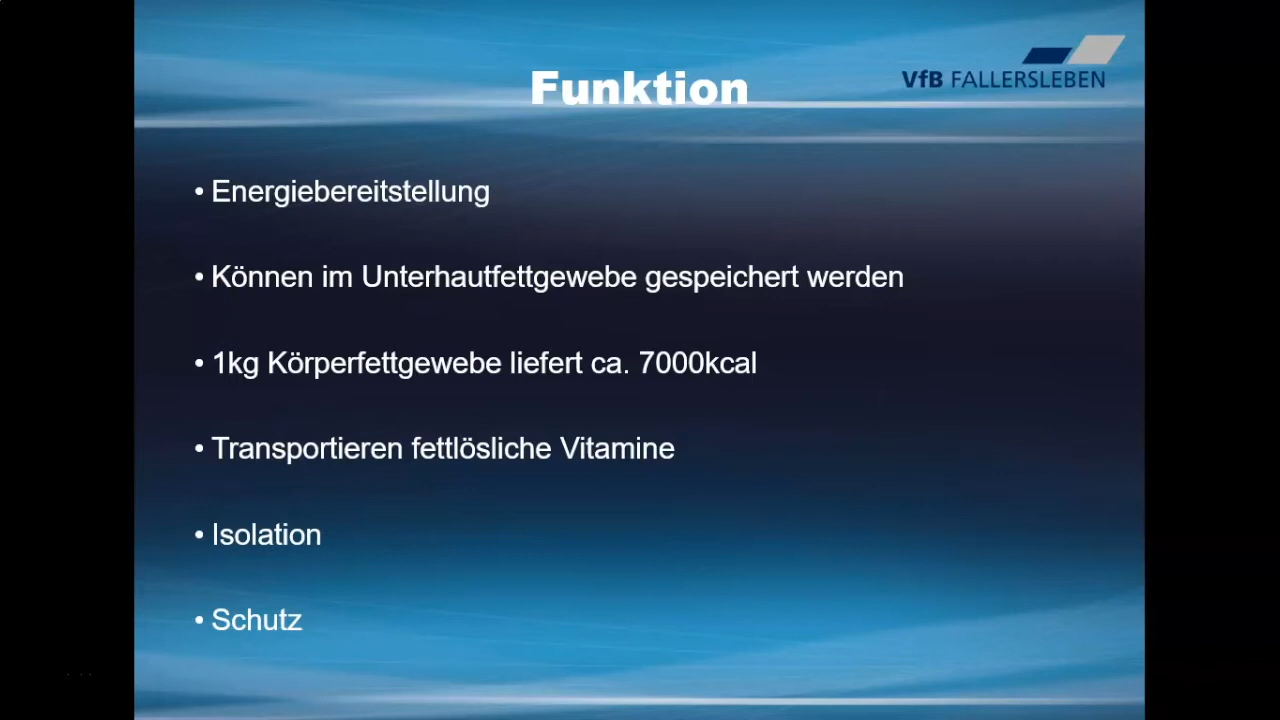 VfB FALLERSLEBEN
Funktion
• Energiebereitstellung
• Können im Unterhautfettgewebe gespeichert werden
• 1kg Körperfettgewebe liefert ca. 7000kcal
• Transportieren fettlösliche Vitamine
• Isolation
• Schutz